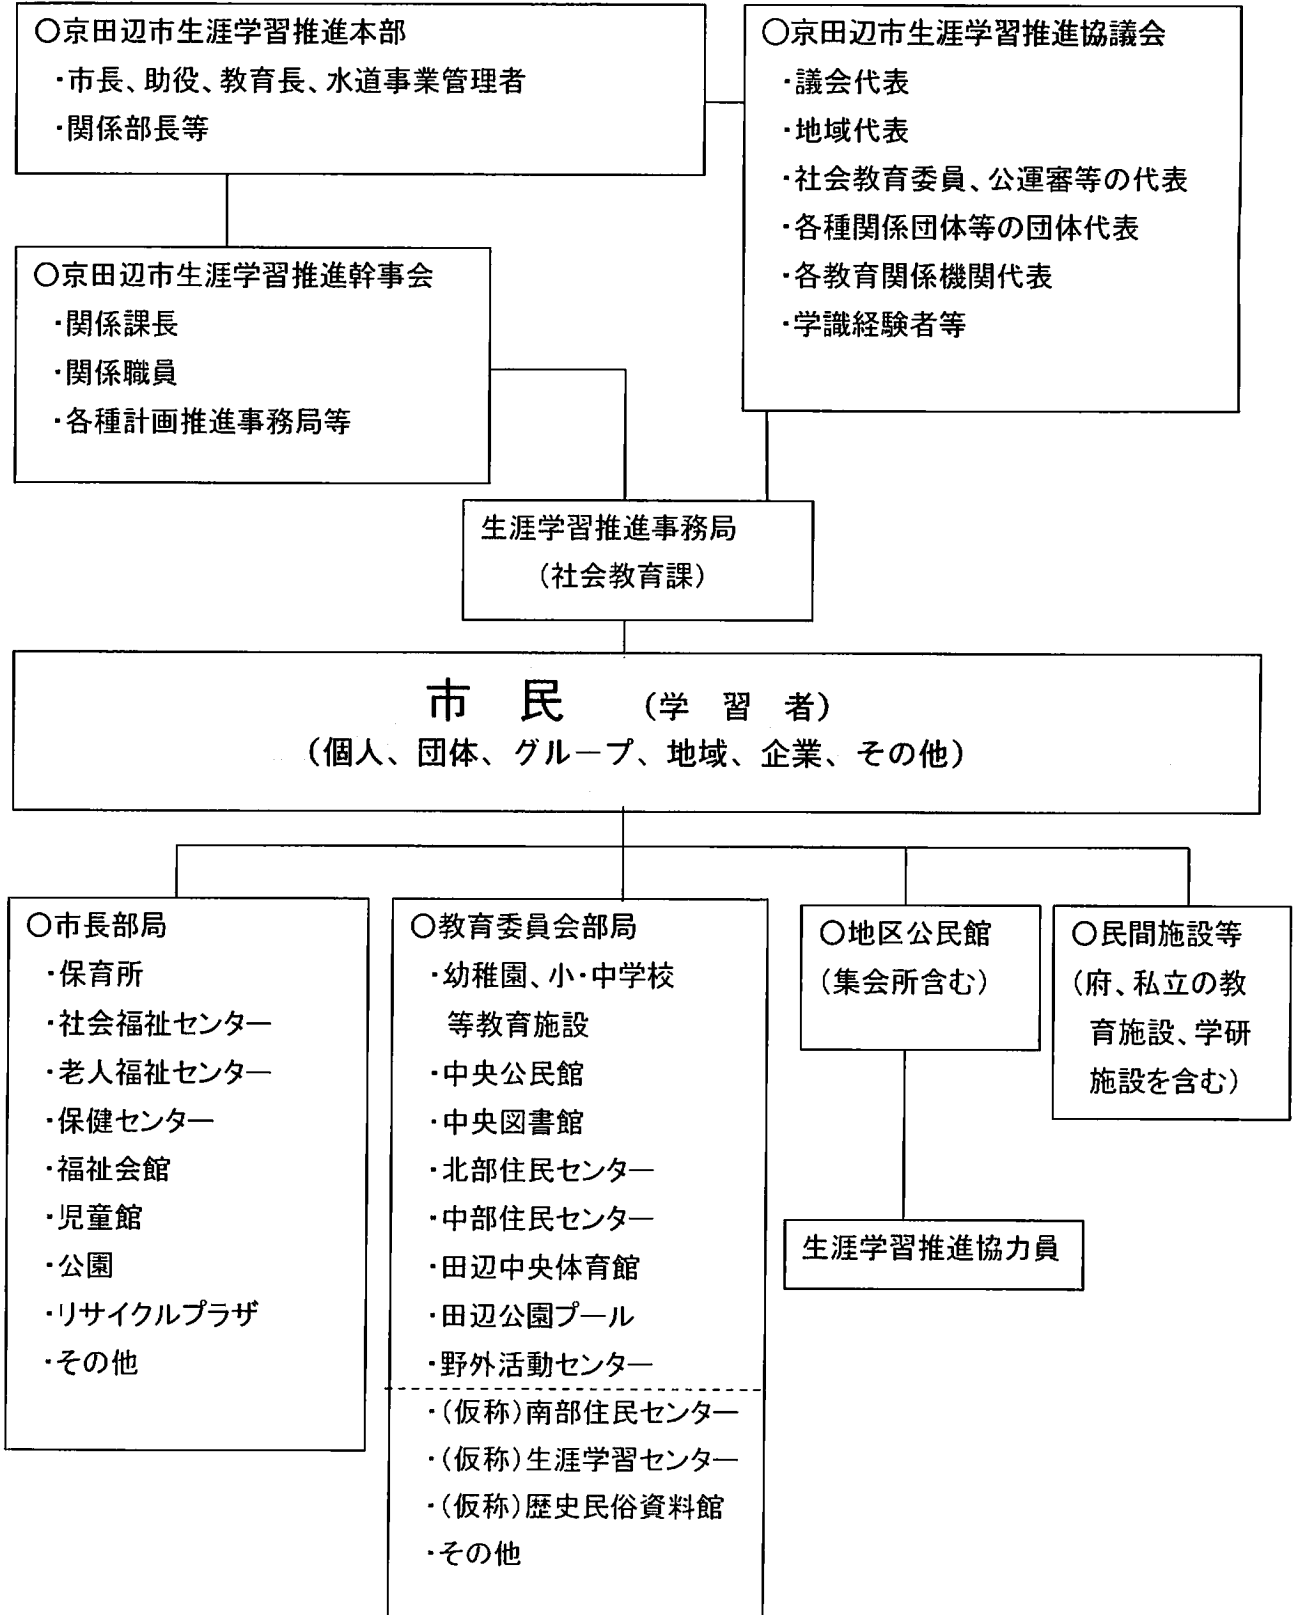 ○京田辺市生涯学習推進本部
・市長、助役、教育長、水道事業管理者
・関係部長等
○京田辺市生涯学習推進協議会
・議会代表
・地域代表
・社会教育委員、公運審等の代表
・各種関係団体等の団体代表
・各教育関係機関代表
・学識経験者等
○京田辺市生涯学習推進幹事会
・関係課長
・関係職員
・各種計画推進事務局等
生涯学習推進事務局
（社会教育課）
市　民　（学　習　者）
（個人、団体、グループ、地域、企業、その他）
○市長部局
・保育所
・社会福祉センター
・老人福祉センター
・保健センター
・福祉会館
・児童館
・公園
・リサイクルプラザ
・その他
○教育委員会部局
・幼稚園、小・中学校
等教育施設
・中央公民館
・中央図書館
・北部住民センター
・中部住民センター
・田辺中央体育館
・田辺公園プール
・野外活動センター
・（仮称）南部住民センター
・（仮称）生涯学習センター
・（仮称）歴史民俗資料館
・その他
○地区公民館
（集会所含む）
生涯学習推進協力員
○民間施設等
（府、私立の教
育施設、学研
施設を含む）